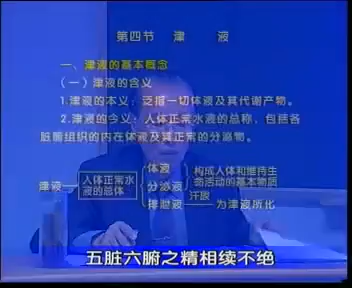 第四节 津 液
一、津液的基本概念
(一)津液的含义
1.津液的本义:泛指一切体液及其代谢产物。
2.津液的今义:人体正常水液的总称,包括各
脏腑组织的内在体液及其正常的分泌物。
津液
人体正常水
液的总体
体液
分泌液
排泄液
构成人体和维持生
命活动的基本物质
汗
为津液所化
五脏六腑之精相续不绝